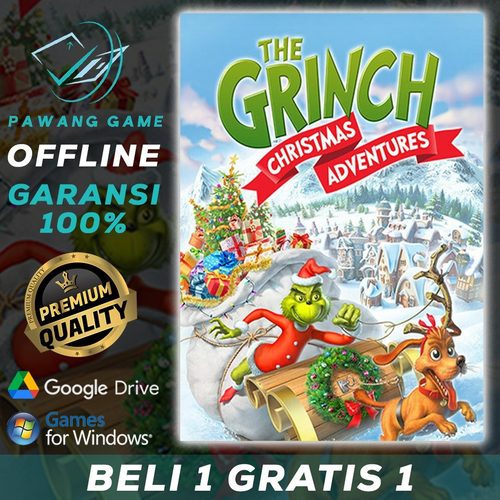 PAWANG GAME
OFFLINE
GARANSI
100%
PREMIUM
QUALITY
Google Drive
Games
for Windows®
THE
GRINCH
CHRISTMAS
ADVENTURES
BELI 1 GRATIS 1